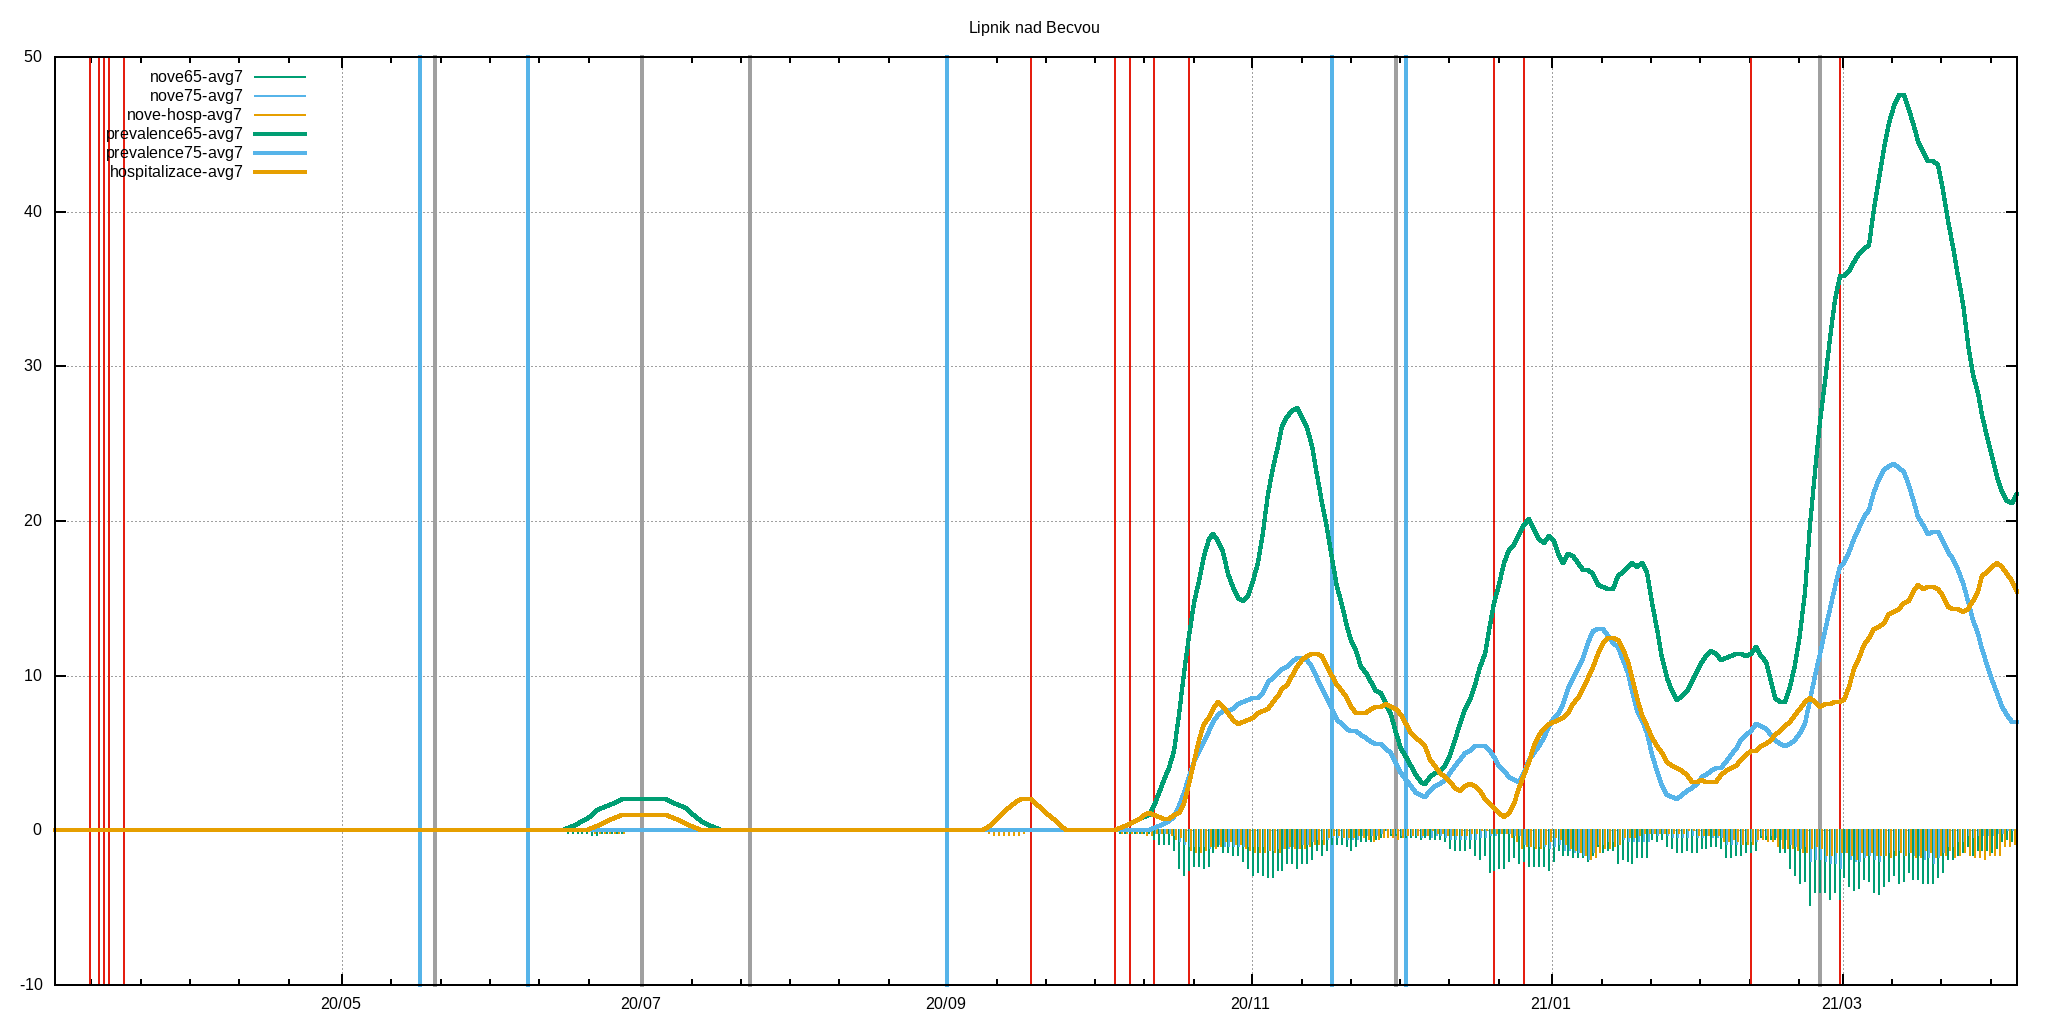 Lipnik nad Becvou
50
40
30
20
10
0
-10
nove65-avg7
nove75-avg7
nove-hosp-avg7
prevalence65-avg7
prevalence75-avg7
hospitalizace-avg7
20/05 20/07 20/09 20/11 21/01 21/03